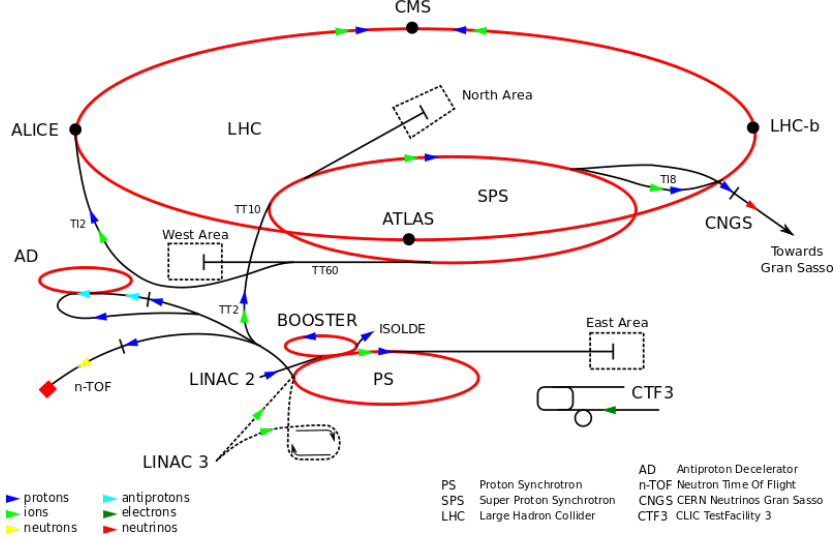 CMS
North Area
ALICE
LHC
LHC-b
TI8
SPS
TT10
ATLAS
CNGS
TI2
West Area
Towards
Gran Sasso
AD
TT60
TT2
BOOSTER
ISOLDE
East Area
LINAC 2
PS
n-TOF
CTF3
LINAC 3
protons
ions
neutrons
antiprotons
electrons
neutrinos
PS Proton Synchrotron
SPS Super Proton Synchrotron
LHC Large Hadron Collider
AD Antiproton Decelerator
n-TOF Neutron Time Of Flight
CNGS CERN Neutrinos Gran Sasso
CTF3 CLIC TestFacility 3